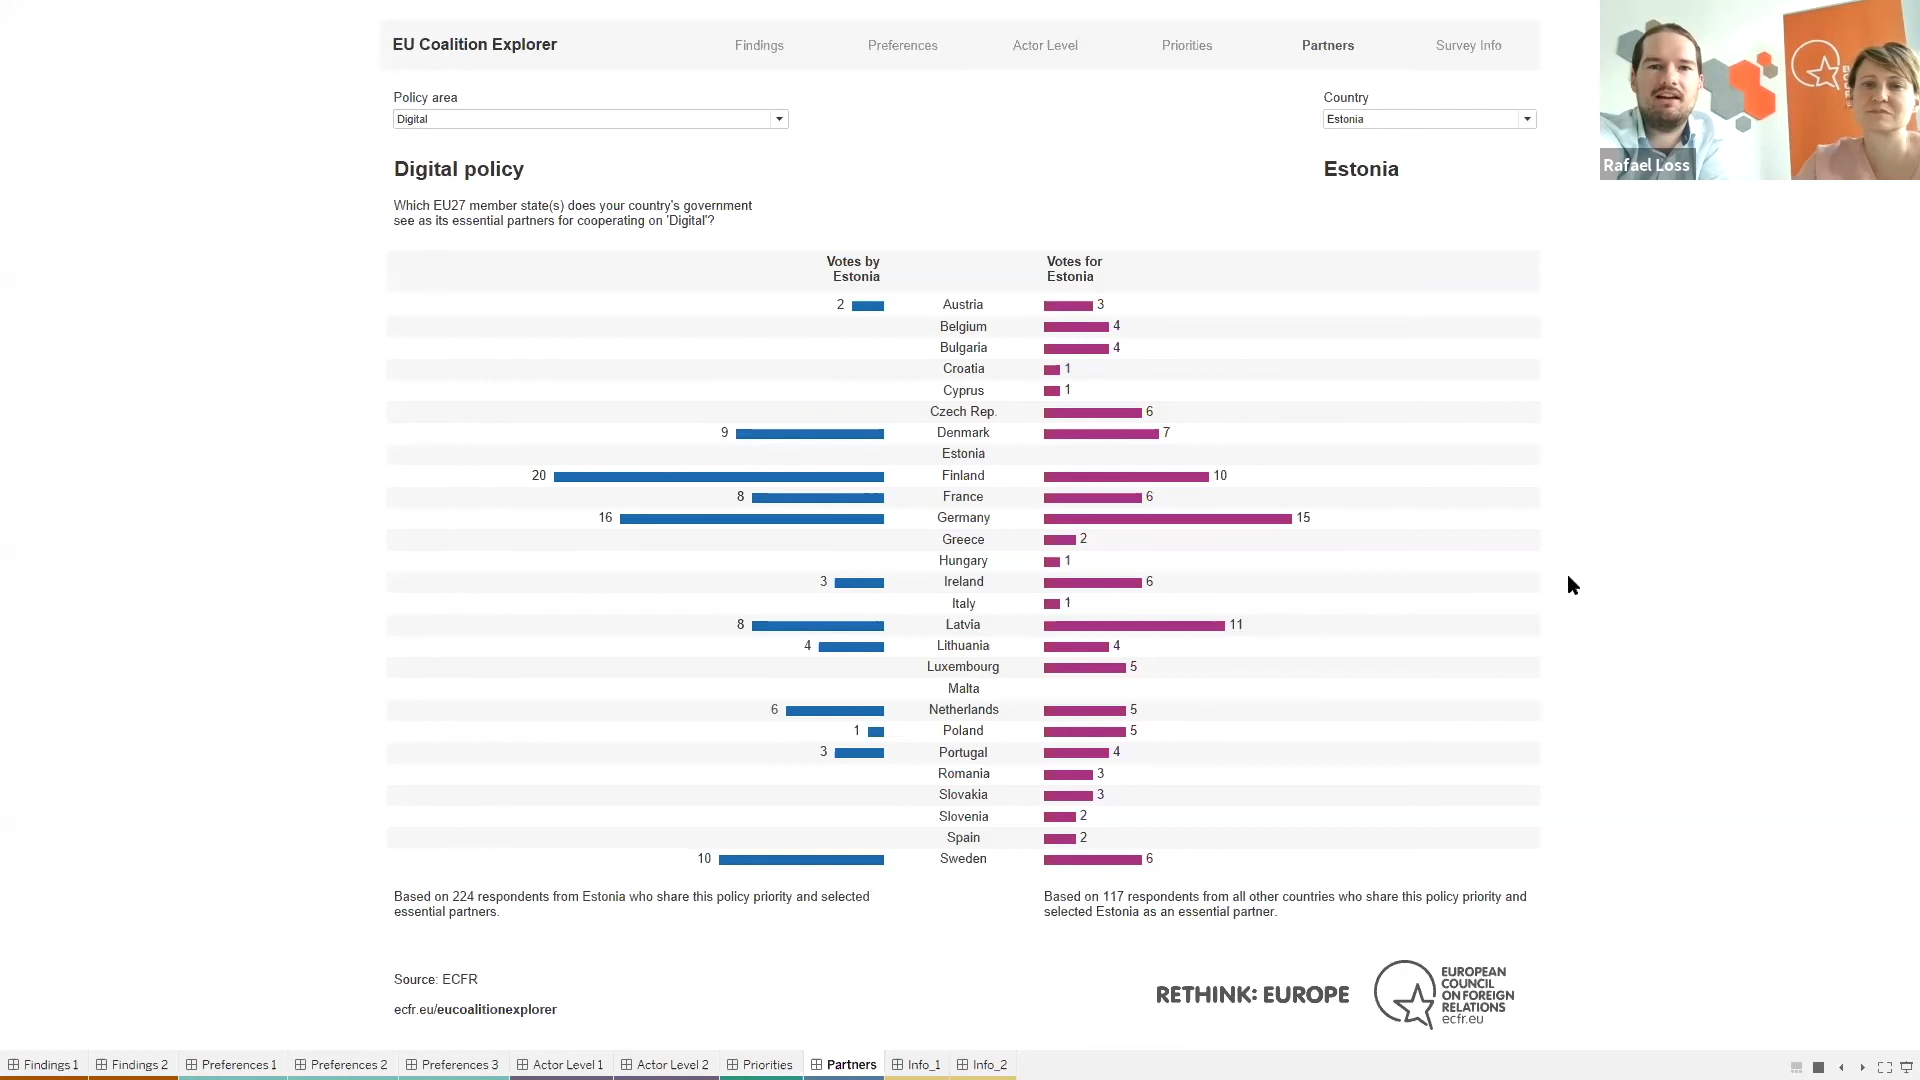 EU Coalition Explorer
Findings
Preferences
Actor Level
Priorities
Partners
Survey Info
Rafael Loss
Policy area
Digital
Country
Estonia
Digital policy
Estonia
Which EU27 member state(s) does your country's government
see as its essential partners for cooperating on 'Digital'?
Votes by
Estonia
Votes for
Estonia
2 Austria 3
Belgium 4
Bulgaria 4
Croatia 1
Cyprus 1
Czech Rep. 6
9 Denmark 7
Estonia
20 Finland 10
8 France 6
16 Germany 15
Greece 2
Hungary 1
3 Ireland 6
Italy 1
8 Latvia 11
4 Lithuania 4
Luxembourg 5
Malta
6 Netherlands 5
1 Poland 5
3 Portugal 4
Romania 3
Slovakia 3
Slovenia 2
Spain 2
10 Sweden 6
Based on 224 respondents from Estonia who share this policy priority and selected
essential partners.
Based on 117 respondents from all other countries who share this policy priority and
selected Estonia as an essential partner.
Source: ECFR
ecfr.eu/eucoalitionexplorer
RETHINK: EUROPE
EUROPEAN
COUNCIL
ON FOREIGN
RELATIONS
ecfr.eu
Findings 1
Findings 2
Preferences 1
Preferences 2
Preferences 3
Actor Level 1
Actor Level 2
Priorities
Partners
Info_1
Info_2